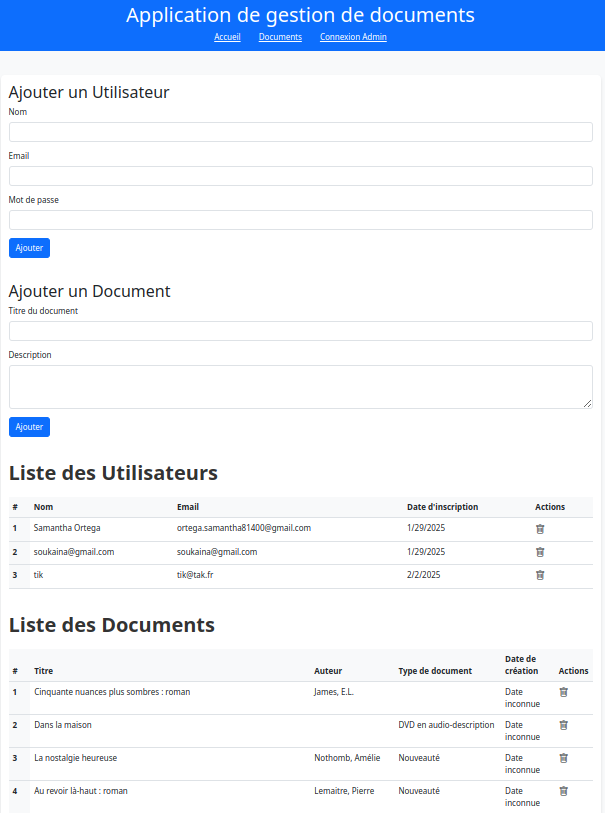 Application de gestion de documents
Accueil Documents Connexion Admin
Ajouter un Utilisateur
Nom
Email
Mot de passe
Ajouter
Ajouter un Document
Titre du document
Description
Ajouter
Liste des Utilisateurs
# Nom Email Date d'inscription Actions
1 Samantha Ortega ortega.samantha81400@gmail.com 1/29/2025
2 soukaina@gmail.com soukaina@gmail.com 1/29/2025
3 tik tik@tak.fr 2/2/2025
Liste des Documents
# Titre Auteur Type de document Date de création Actions
1 Cinquante nuances plus sombres : roman James, E.L. Date inconnue
2 Dans la maison DVD en audio-description Date inconnue
3 La nostalgie heureuse Nothomb, Amélie Nouveauté Date inconnue
4 Au revoir là-haut : roman Lemaitre, Pierre Nouveauté Date inconnue